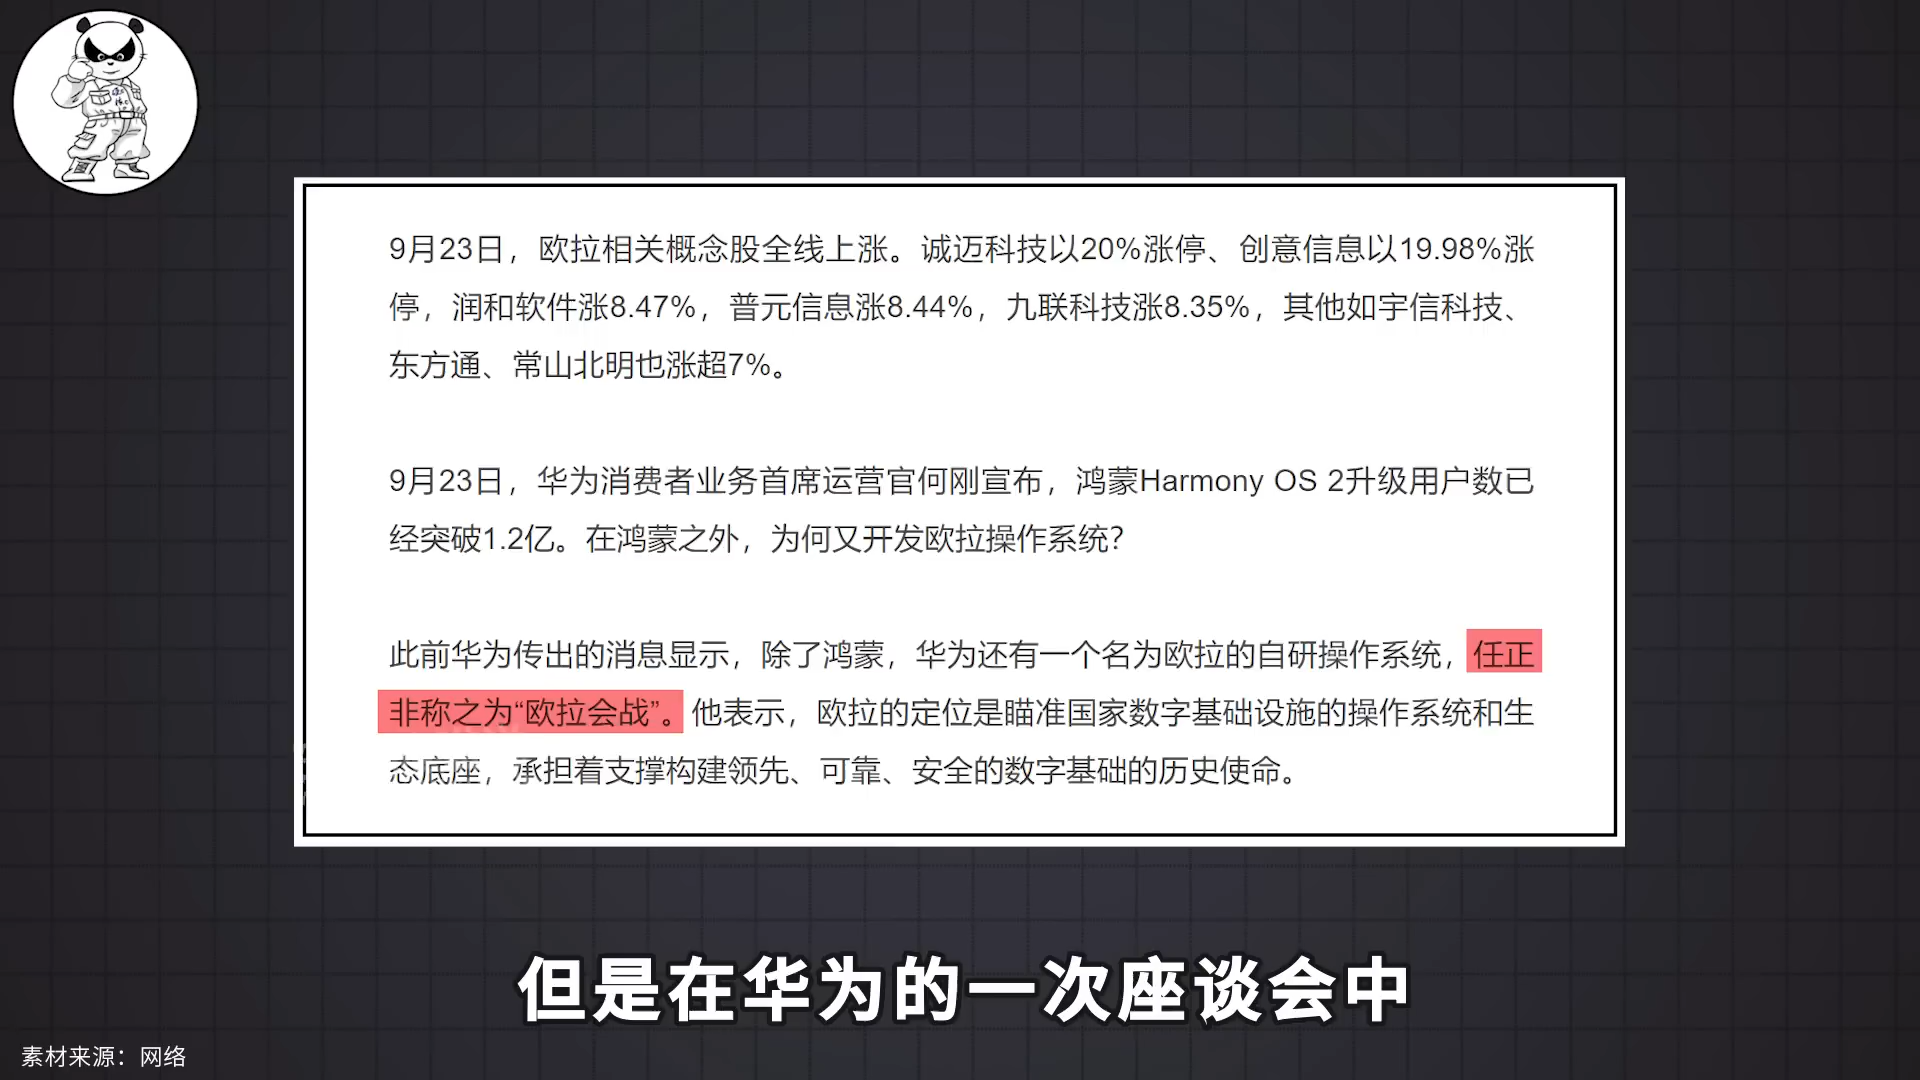 9月23日，欧拉相关概念股全线上涨。诚迈科技以20%涨停、创意信息以19.98%涨
停，润和软件涨8.47%，普元信息涨8.44%，九联科技涨8.35%，其他如宇信科技、
东方通、常山北明也涨超7%。
9月23日，华为消费者业务首席运营官何刚宣布，鸿蒙Harmony OS 2升级用户数已
经突破1.2亿。在鸿蒙之外，为何又开发欧拉操作系统？
此前华为传出的消息显示，除了鸿蒙，华为还有一个名为欧拉的自研操作系统，任正
非称之为“欧拉会战”。他表示，欧拉的定位是瞄准国家数字基础设施的操作系统和生
态底座，承担着支撑构建领先、可靠、安全的数字基础的历史使命。
但是在华为的一次座谈会中
素材来源：网络